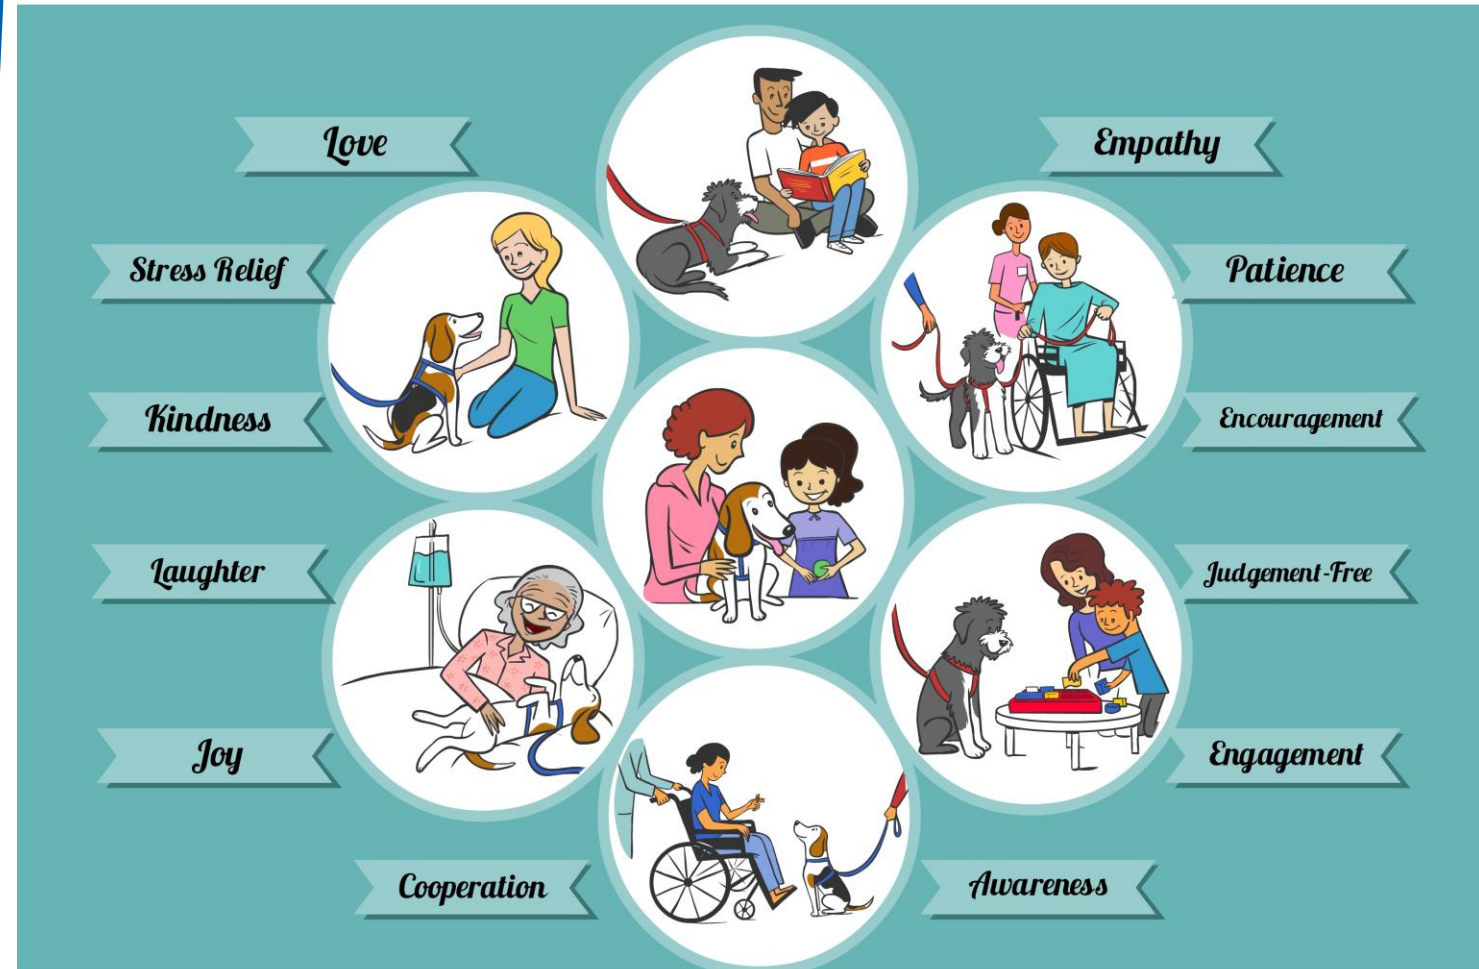 Love
Empathy
Stress Relief
Patience
Kindness
Encouragement
Laughter
Judgement-Free
Joy
Engagement
Cooperation
Awareness